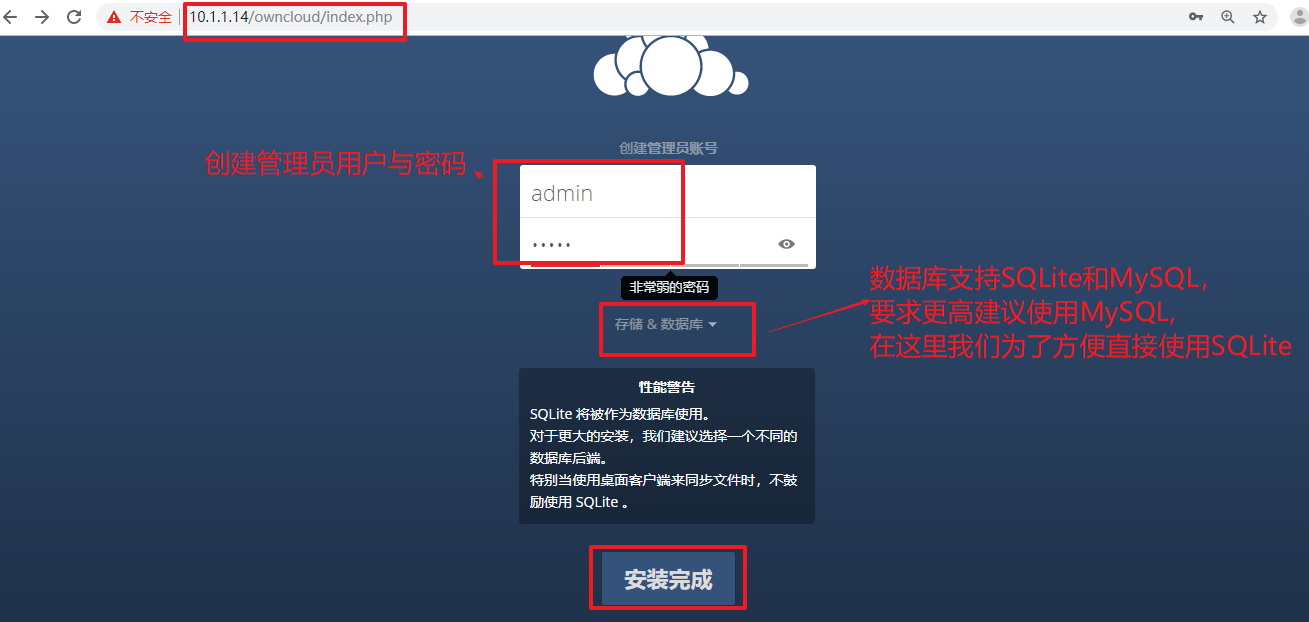 不安全
10.1.1.14/owncloud/index.php
创建管理员账号
创建管理员用户与密码
admin
•••••
非常弱的密码
存储 & 数据库
数据库支持SQLite和MySQL,
要求更高建议使用MySQL,
在这里我们为了方便直接使用SQLite
性能警告
SQLite 将被作为数据库使用。
对于更大的安装，我们建议选择一个不同的
数据库后端。
特别当使用桌面客户端来同步文件时，不鼓
励使用 SQLite 。
安装完成